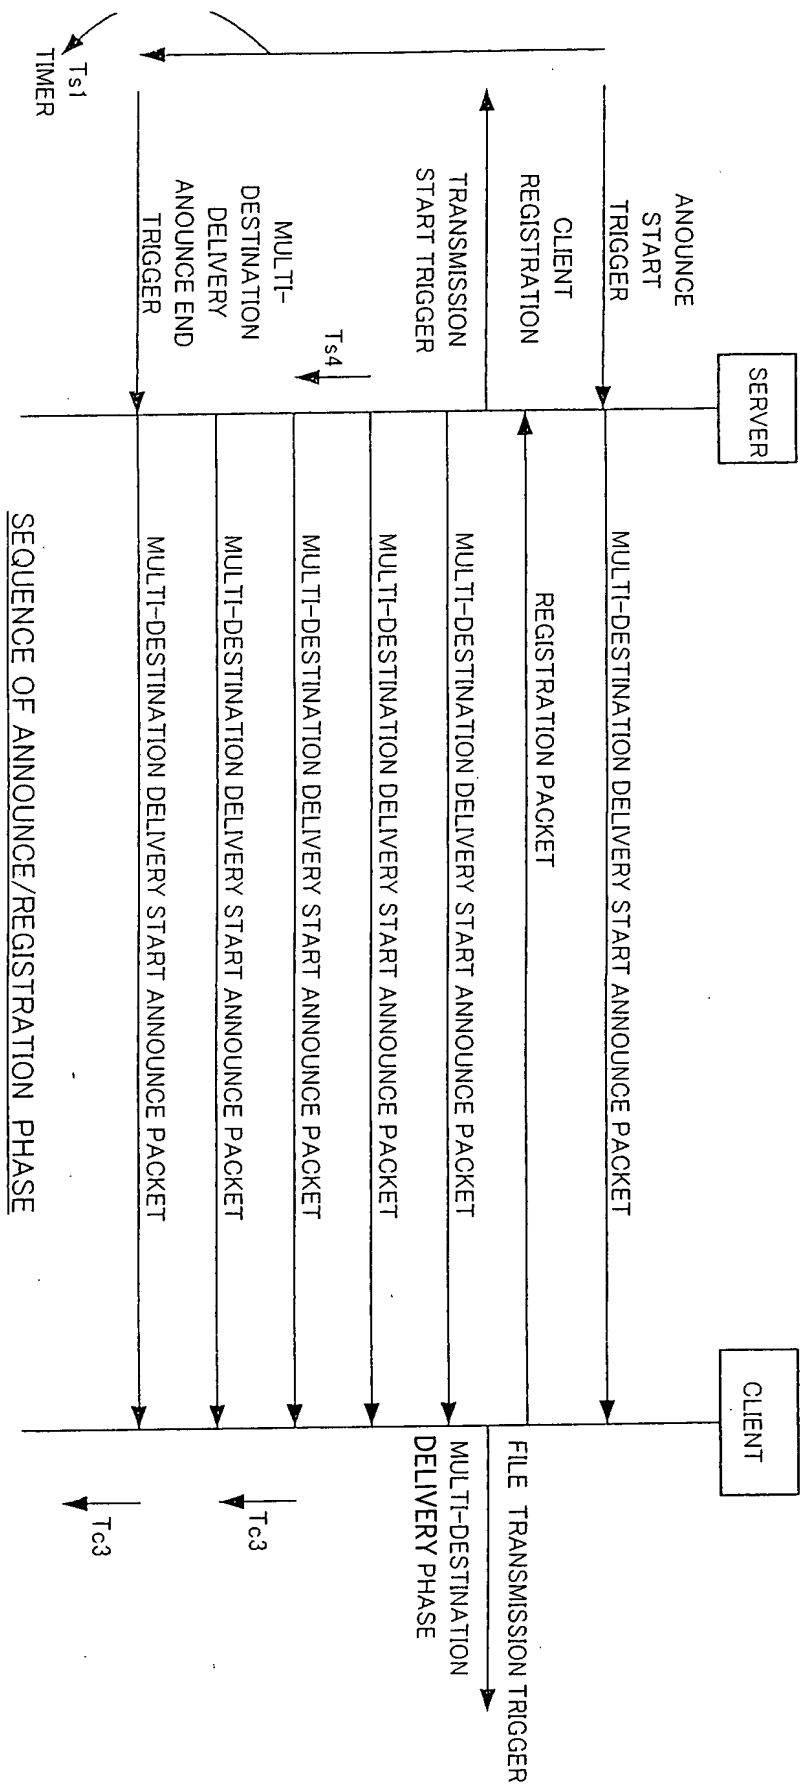 SERVER
CLIENT
ANOUNCE
START
TRIGGER
MULTI-DESTINATION DELIVERY START ANNOUNCE PACKET
CLIENT
REGISTRATION
REGISTRATION PACKET
FILE TRANSMISSION TRIGGER
TRANSMISSION
START TRIGGER
MULTI-DESTINATION DELIVERY START ANNOUNCE PACKET
MULTI-DESTINATION
DELIVERY PHASE
MULTI-DESTINATION DELIVERY START ANNOUNCE PACKET
Ts4
MULTI-DESTINATION DELIVERY START ANNOUNCE PACKET
MULTI-
DESTINATION
DELIVERY
ANOUNCE END
TRIGGER
MULTI-DESTINATION DELIVERY START ANNOUNCE PACKET
Tc3
MULTI-DESTINATION DELIVERY START ANNOUNCE PACKET
Tc3
Ts1
TIMER
SEQUENCE OF ANNOUNCE/REGISTRATION PHASE